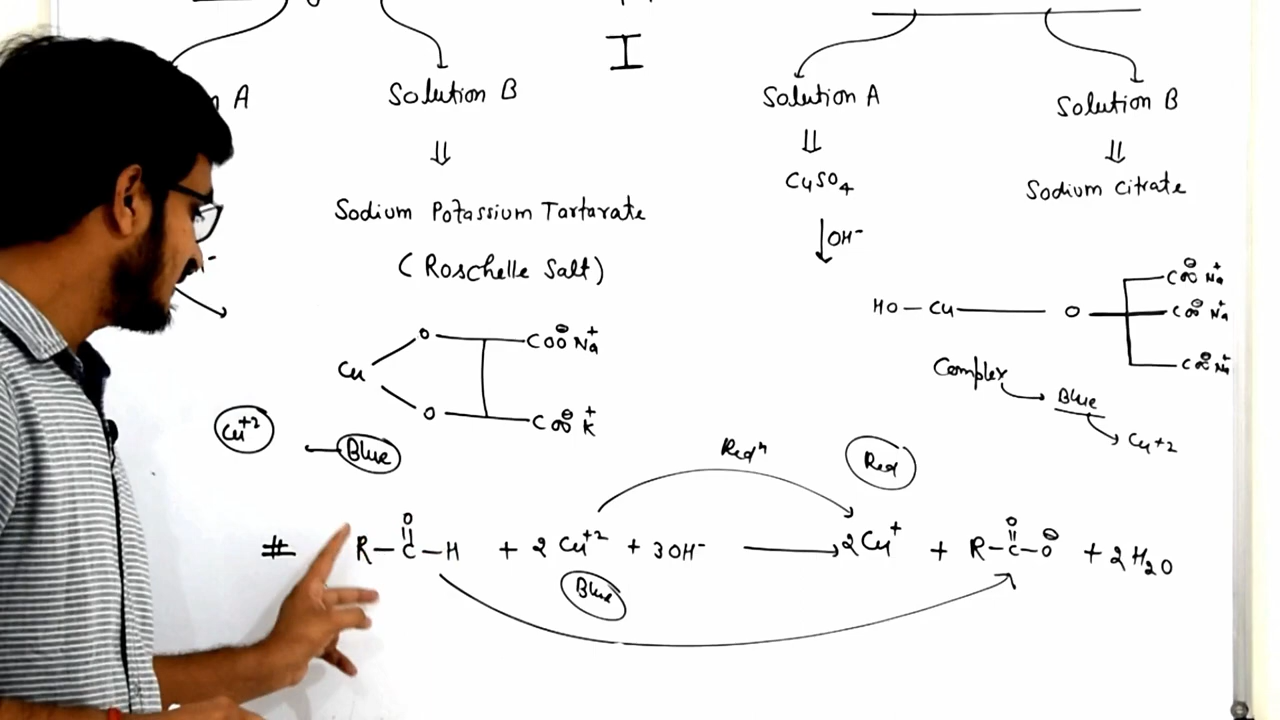 I
A
Solution B
Solution A
Solution B
⇓
⇓
⇓
CuSO4
Sodium Citrate
Sodium Potassium Tartarate
↓OH⁻
(Roschelle Salt)
HO—Cu—O
COO⊖ Na⁺
COO⊖ Na⁺
COO⊖ Na⁺
Cu
O
O
COO⊖ Na⁺
COO⊖ K⁺
Complex → Blue → Cu+2
Cu+2 ← Blue
Redⁿ
Red
# R—C(=O)—H + 2Cu+2 + 3OH⁻ → 2Cu⁺ + R—C(=O)—O⊖ + 2H2O
Blue